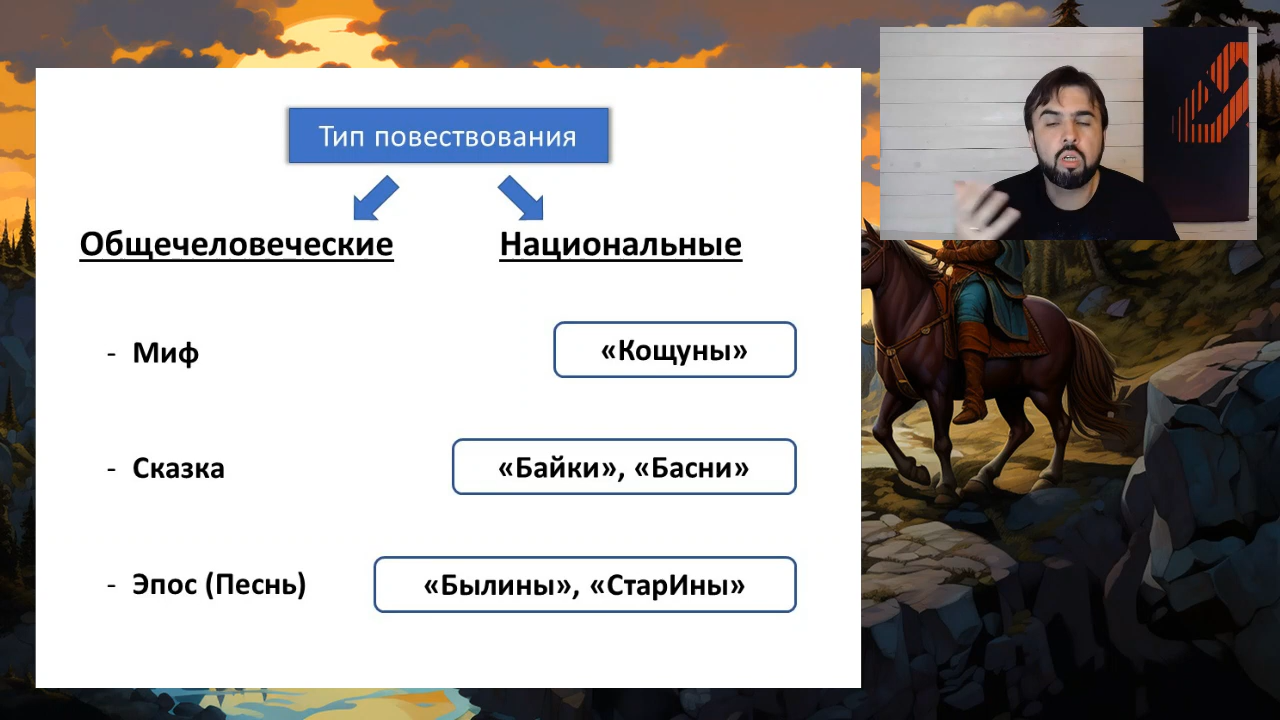 Тип повествования
Общечеловеческие
Национальные
- Миф
«Кощуны»
- Сказка
«Байки», «Басни»
- Эпос (Песнь)
«Былины», «СтарИны»